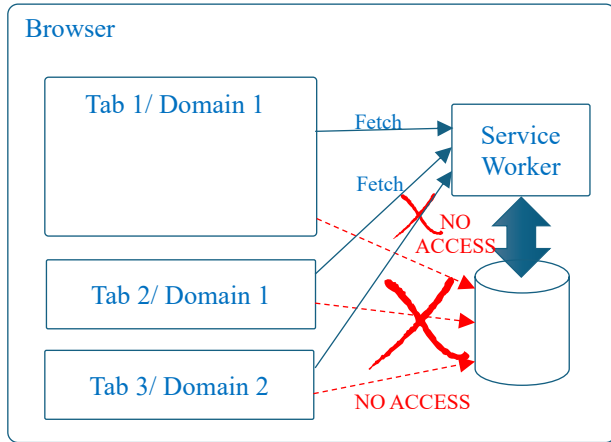 Browser
Tab 1/ Domain 1
Fetch
Service
Worker
Fetch
NO
ACCESS
Tab 2/ Domain 1
Tab 3/ Domain 2
NO ACCESS